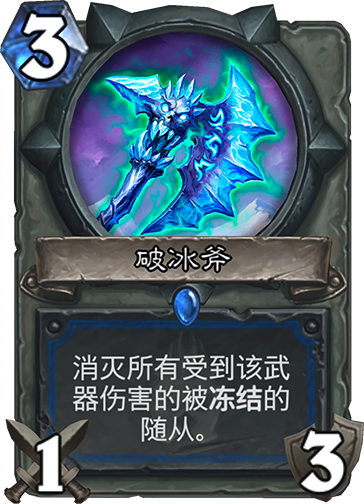 3
破冰斧
消灭所有受到该武
器伤害的被冻结的
随从。
1
3